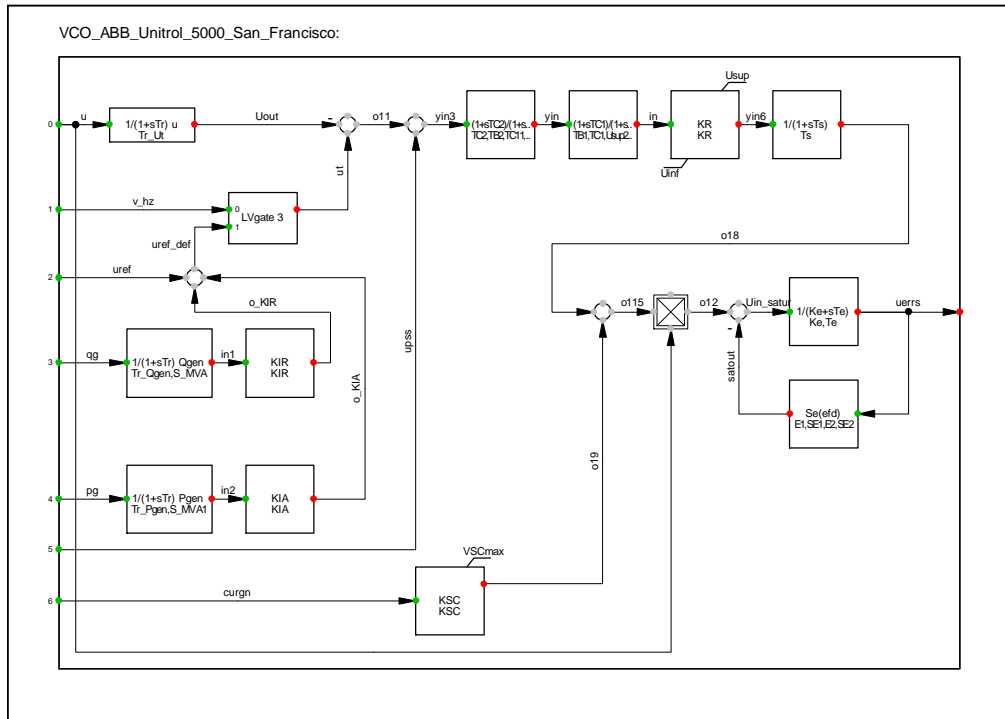 VCO_ABB_Unitrol_5000_San_Francisco:
Usup
0
u
1/(1+sTr) u
Tr_Ut
Uout
-
o11
yin3
(1+sTC2)/(1+s..
TC2,TB2,TC11,..
yin
(1+sTC1)/(1+s..
TB1,TC1,Usup2..
in
KR
KR
yin6
1/(1+sTs)
Ts
Uinf
ut
1
v_hz
0
1
LVgate 3
uref_def
o18
2
uref
o_KIR
upss
o115
o12
Uin_satur
-
1/(Ke+sTe)
Ke,Te
uerrs
3
qg
1/(1+sTr) Qgen
Tr_Qgen,S_MVA
in1
KIR
KIR
o_KIA
satout
Se(efd)
E1,SE1,E2,SE2
o19
4
pg
1/(1+sTr) Pgen
Tr_Pgen,S_MVA1
in2
KIA
KIA
5
VSCmax
6
curgn
KSC
KSC